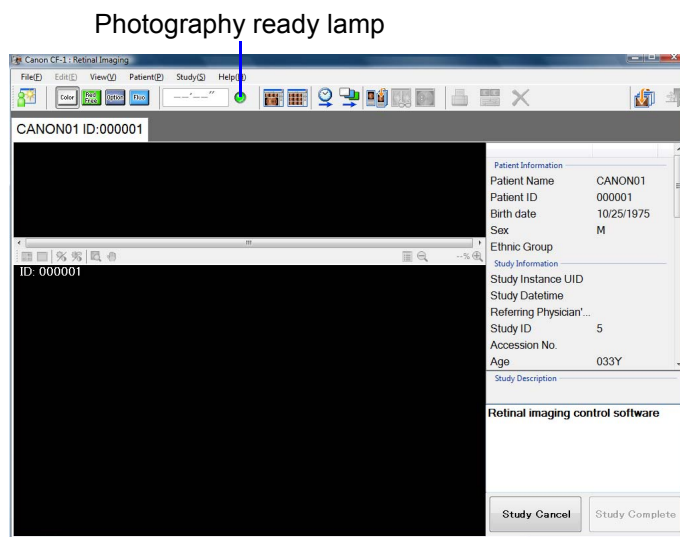 Photography ready lamp
Canon CF-1 : Retinal Imaging
File(F) Edit(E) View(V) Patient(P) Study(S) Help(H)
Color Red Free Option Fluo --'--"
CANON01 ID:000001
Patient Information
Patient Name CANON01
Patient ID 000001
Birth date 10/25/1975
Sex M
Ethnic Group
--%
ID: 000001
Study Information
Study Instance UID
Study Datetime
Referring Physician'...
Study ID 5
Accession No.
Age 033Y
Study Description
Retinal imaging control software
Study Cancel Study Complete